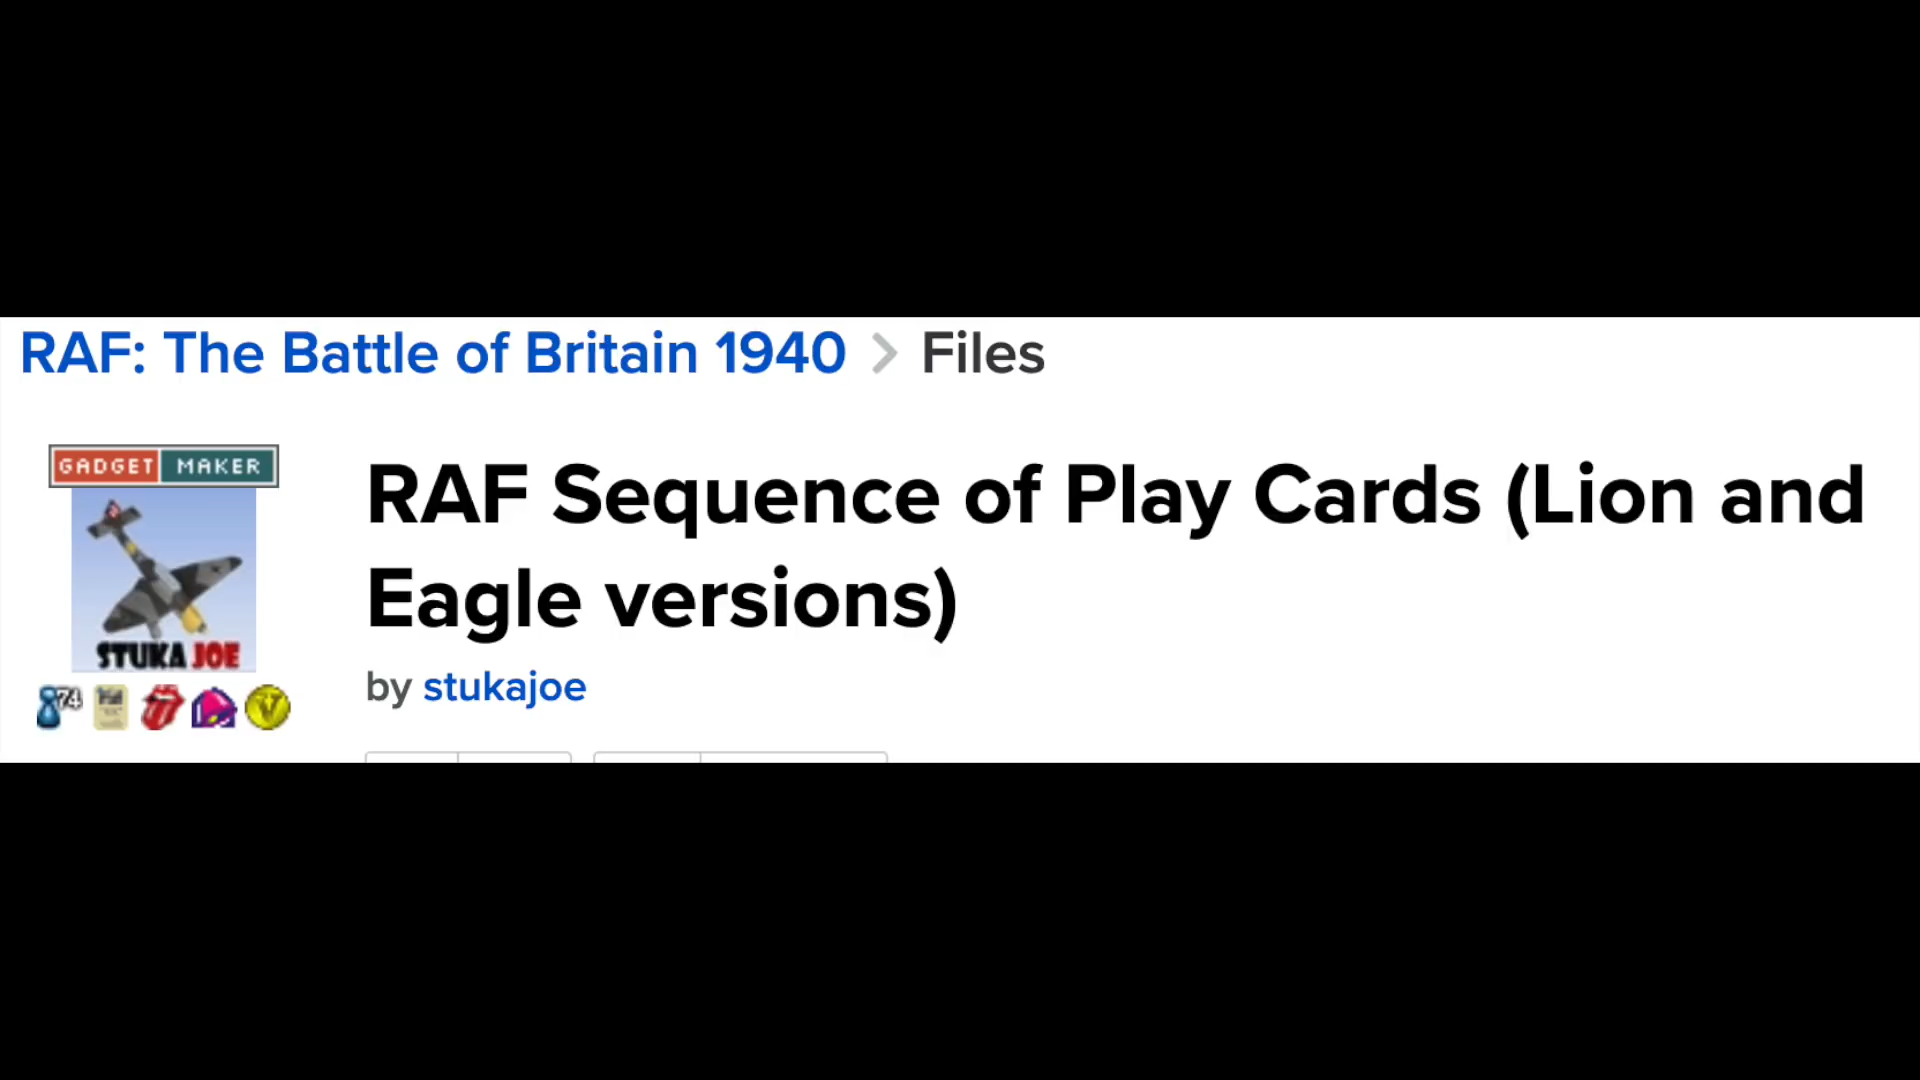 RAF: The Battle of Britain 1940 > Files
GADGET MAKER
RAF Sequence of Play Cards (Lion and
Eagle versions)
STUKA JOE
by stukajoe
74